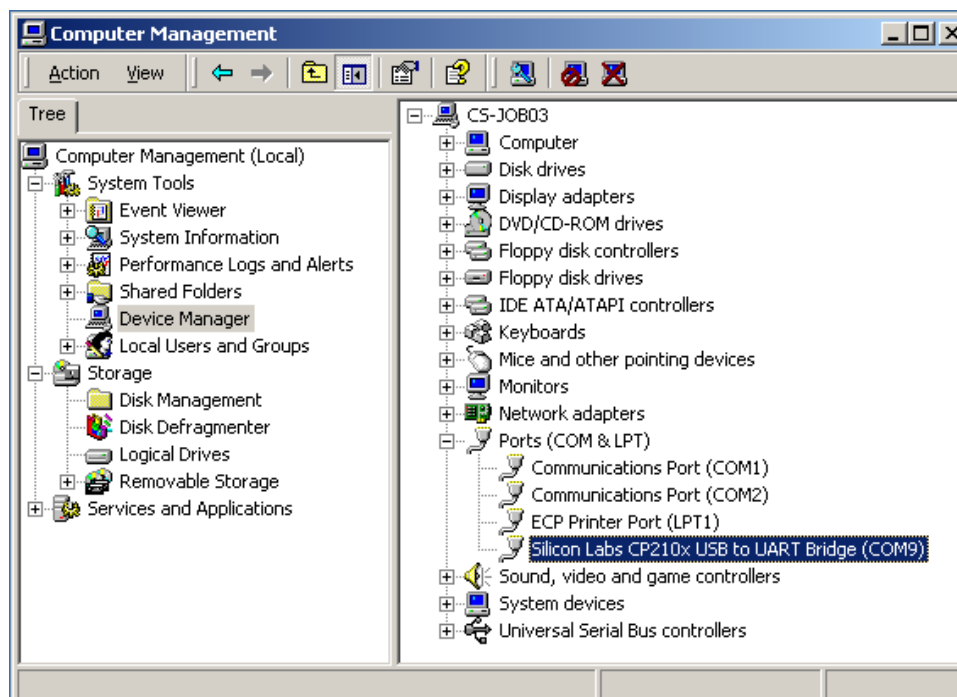 Computer Management
Action View
Tree
Computer Management (Local)
System Tools
Event Viewer
System Information
Performance Logs and Alerts
Shared Folders
Device Manager
Local Users and Groups
Storage
Disk Management
Disk Defragmenter
Logical Drives
Removable Storage
Services and Applications
CS-JOB03
Computer
Disk drives
Display adapters
DVD/CD-ROM drives
Floppy disk controllers
Floppy disk drives
IDE ATA/ATAPI controllers
Keyboards
Mice and other pointing devices
Monitors
Network adapters
Ports (COM & LPT)
Communications Port (COM1)
Communications Port (COM2)
ECP Printer Port (LPT1)
Silicon Labs CP210x USB to UART Bridge (COM9)
Sound, video and game controllers
System devices
Universal Serial Bus controllers